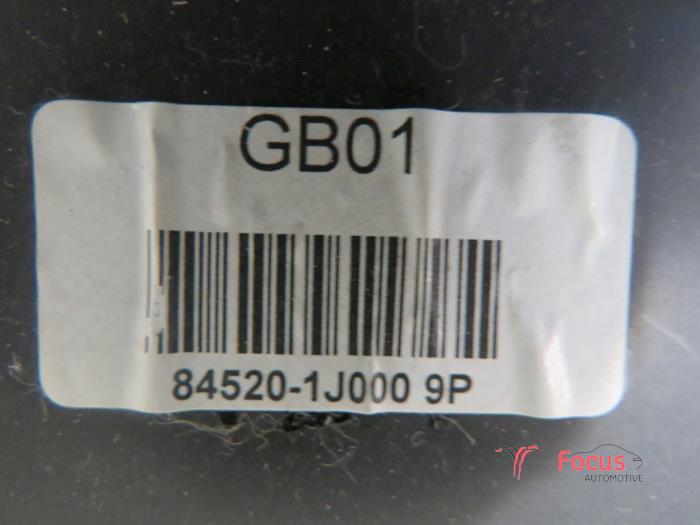 GB01
84520-1J000 9P
Focus
AUTOMOTIVE